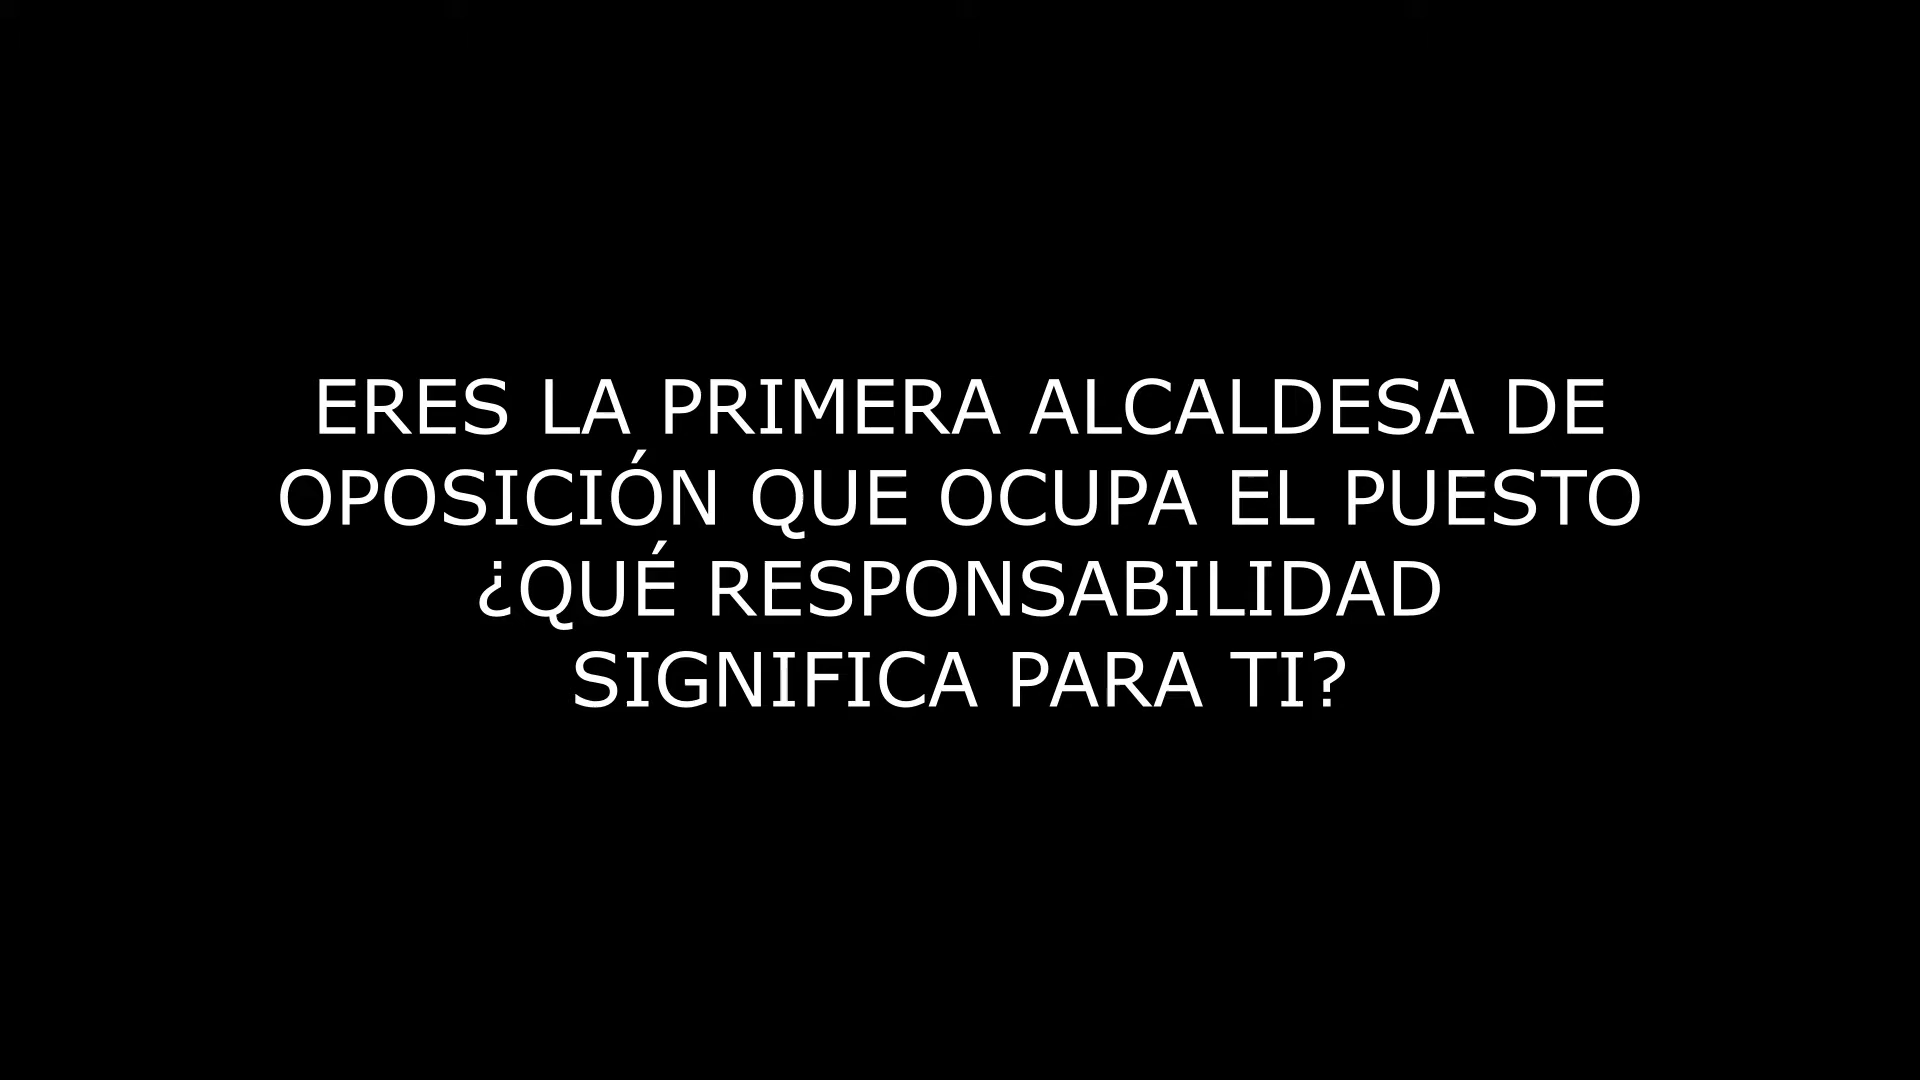 ERES LA PRIMERA ALCALDESA DE
OPOSICIÓN QUE OCUPA EL PUESTO
¿QUÉ RESPONSABILIDAD
SIGNIFICA PARA TI?